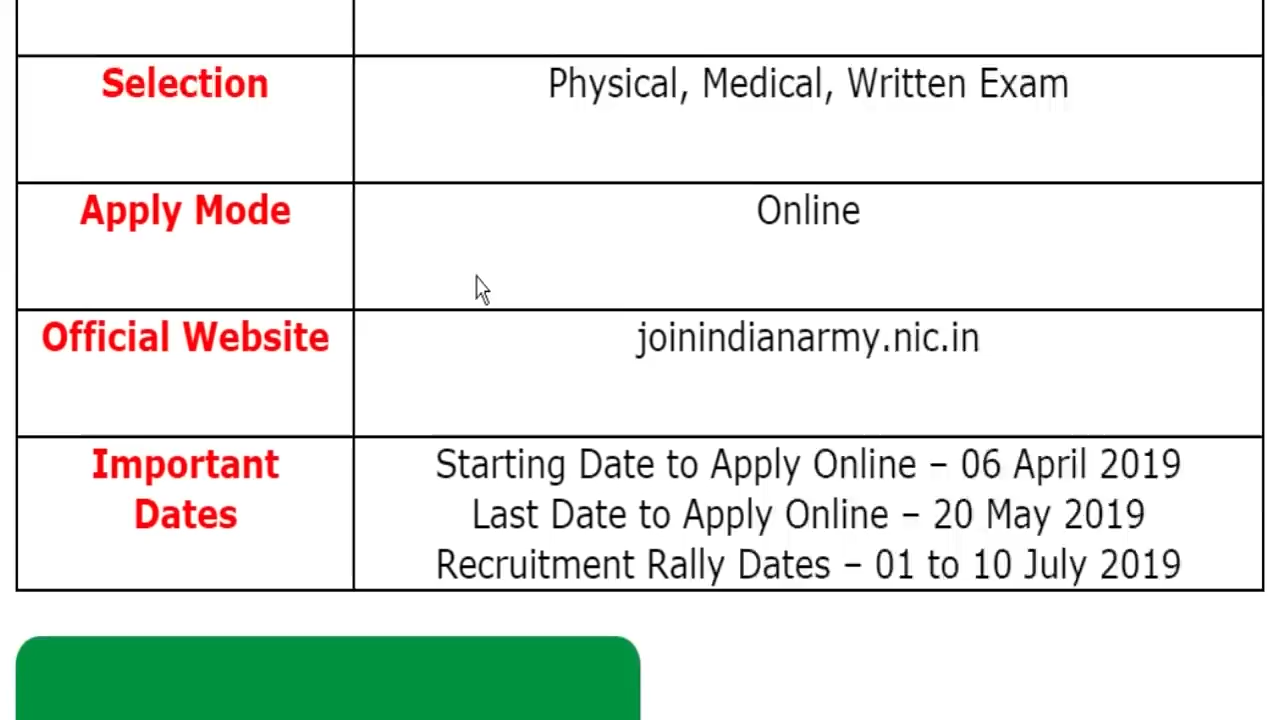 Selection
Physical, Medical, Written Exam
Apply Mode
Online
Official Website
joinindianarmy.nic.in
Important
Dates
Starting Date to Apply Online – 06 April 2019
Last Date to Apply Online – 20 May 2019
Recruitment Rally Dates – 01 to 10 July 2019